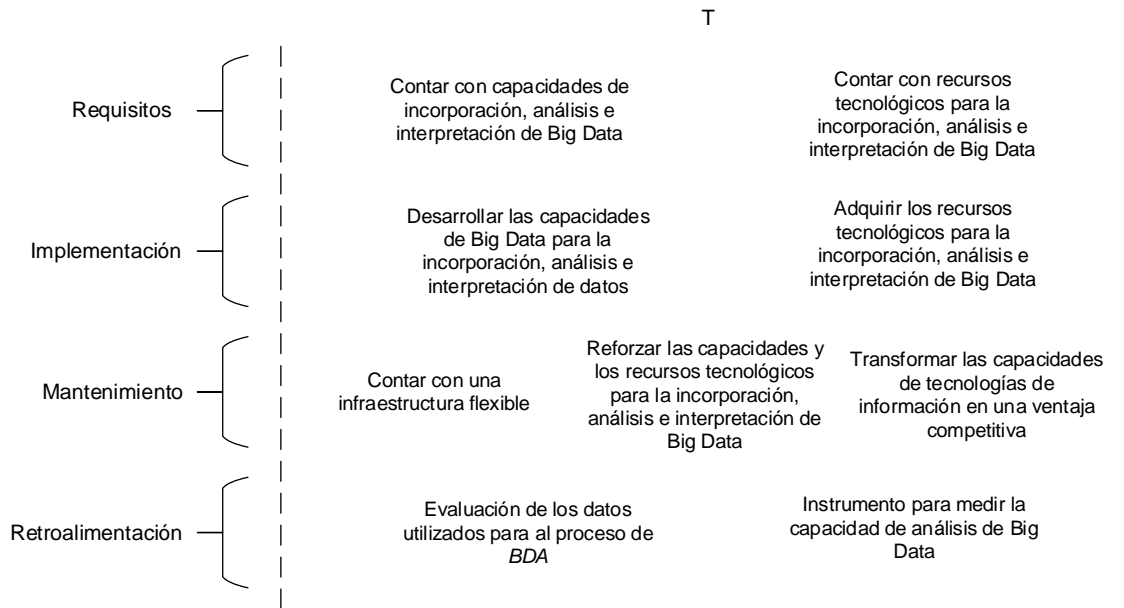 T
Requisitos
Contar con capacidades de
incorporación, análisis e
interpretación de Big Data
Contar con recursos
tecnológicos para la
incorporación, análisis e
interpretación de Big Data
Implementación
Desarrollar las capacidades
de Big Data para la
incorporación, análisis e
interpretación de datos
Adquirir los recursos
tecnológicos para la
incorporación, análisis e
interpretación de Big Data
Mantenimiento
Contar con una
infraestructura flexible
Reforzar las capacidades y
los recursos tecnológicos
para la incorporación,
análisis e interpretación de
Big Data
Transformar las capacidades
de tecnologías de
información en una ventaja
competitiva
Retroalimentación
Evaluación de los datos
utilizados para al proceso de
BDA
Instrumento para medir la
capacidad de análisis de Big
Data